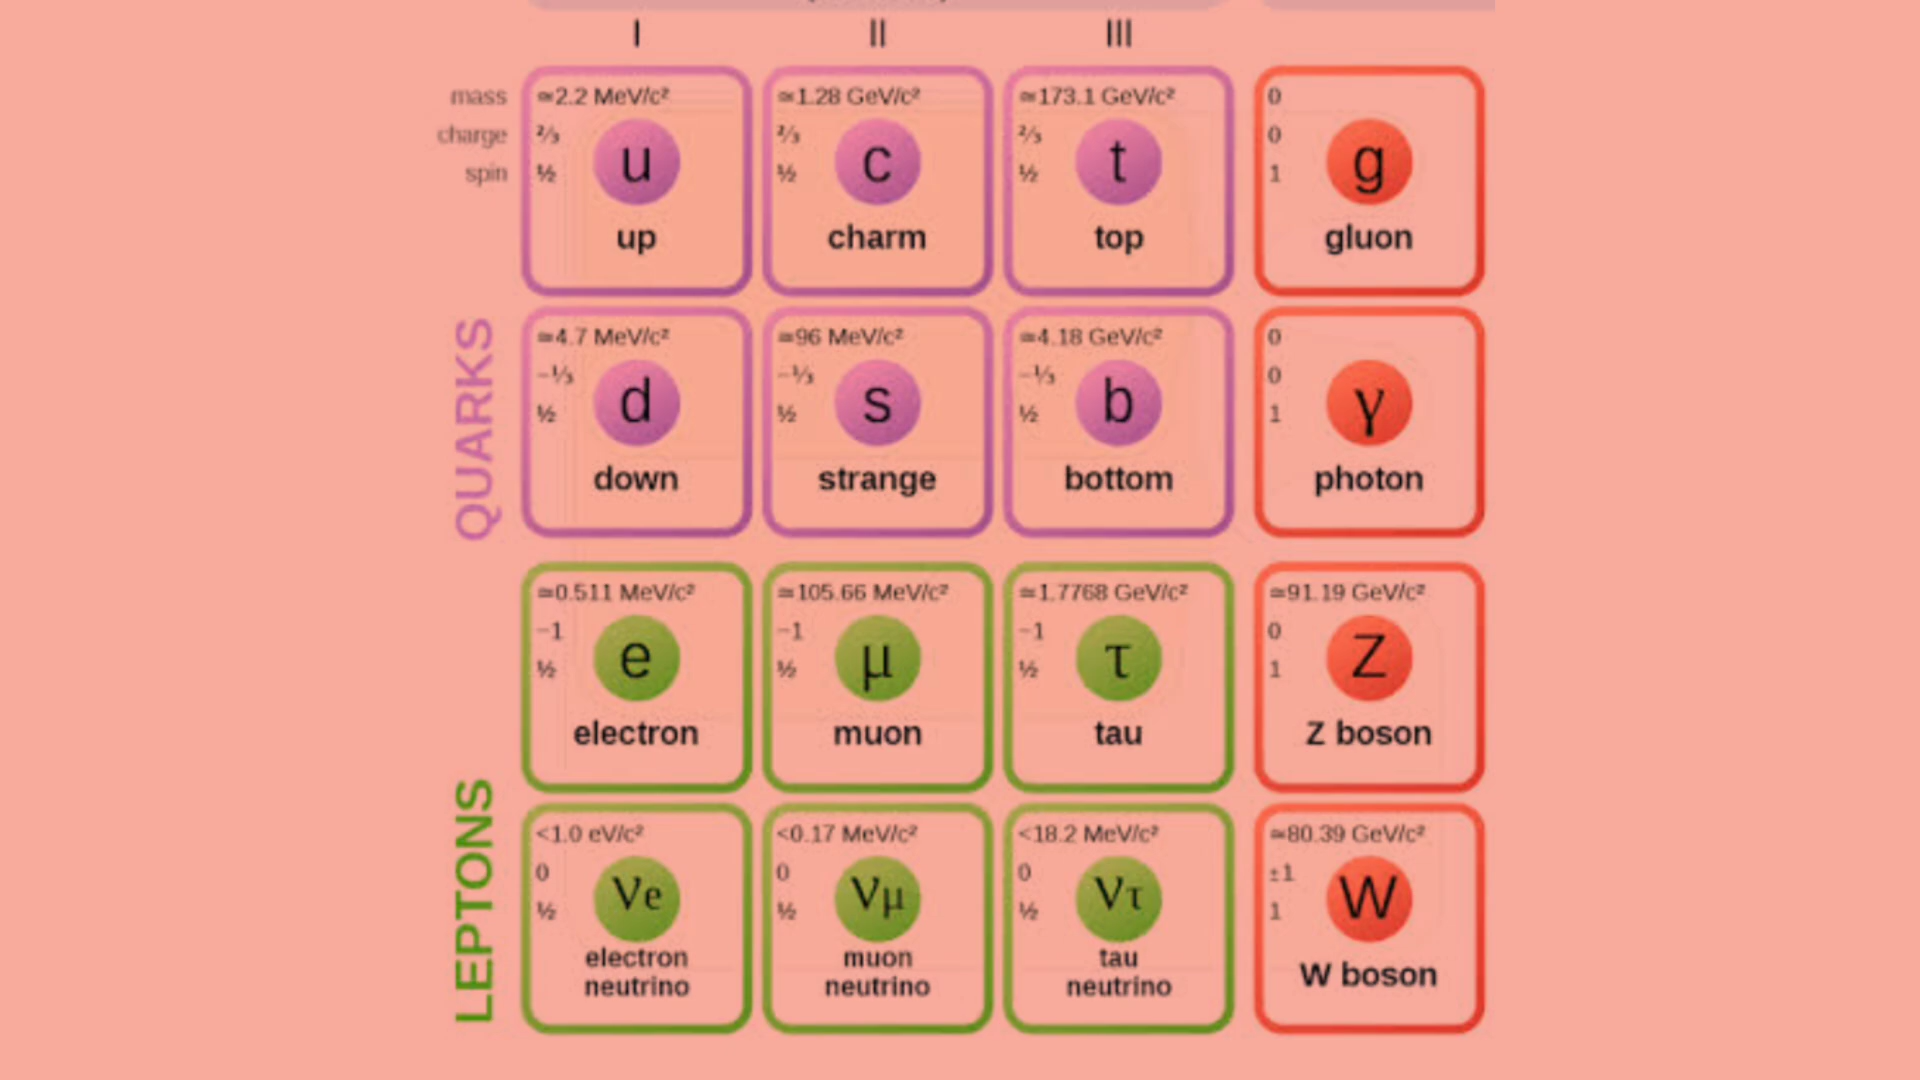 I II III
mass
charge
spin
≃2.2 MeV/c²
⅔
½
u
up
≃1.28 GeV/c²
⅔
½
c
charm
≃173.1 GeV/c²
⅔
½
t
top
0
0
1
g
gluon
QUARKS
≃4.7 MeV/c²
−⅓
½
d
down
≃96 MeV/c²
−⅓
½
s
strange
≃4.18 GeV/c²
−⅓
½
b
bottom
0
0
1
γ
photon
LEPTONS
≃0.511 MeV/c²
−1
½
e
electron
≃105.66 MeV/c²
−1
½
μ
muon
≃1.7768 GeV/c²
−1
½
τ
tau
≃91.19 GeV/c²
0
1
Z
Z boson
<1.0 eV/c²
0
½
νe
electron
neutrino
<0.17 MeV/c²
0
½
νμ
muon
neutrino
<18.2 MeV/c²
0
½
ντ
tau
neutrino
≃80.39 GeV/c²
±1
1
W
W boson